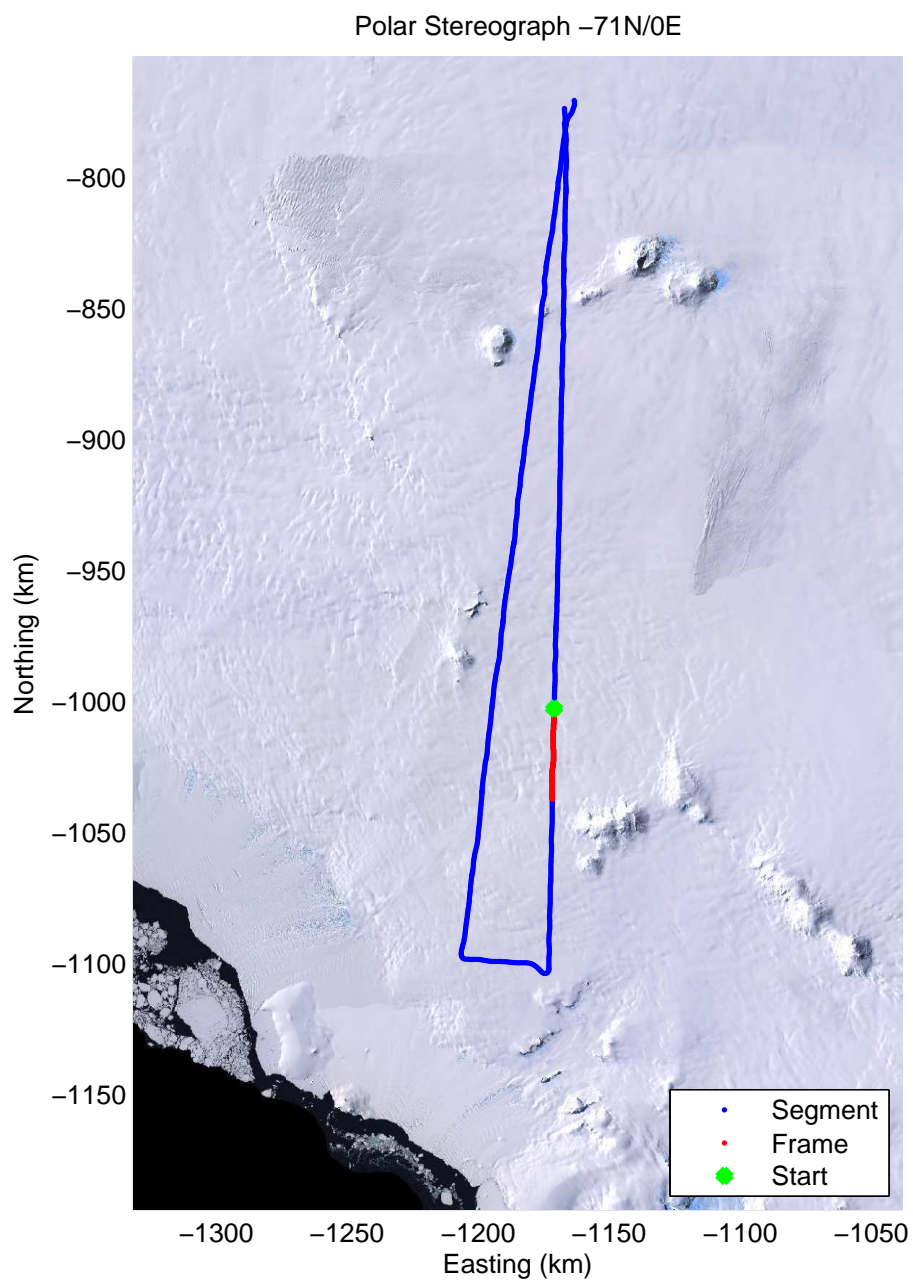 Polar Stereograph −71N/0E
Northing (km)
−800
−850
−900
−950
−1000
−1050
−1100
−1150
Segment
Frame
Start
−1300 −1250 −1200 −1150 −1100 −1050
Easting (km)